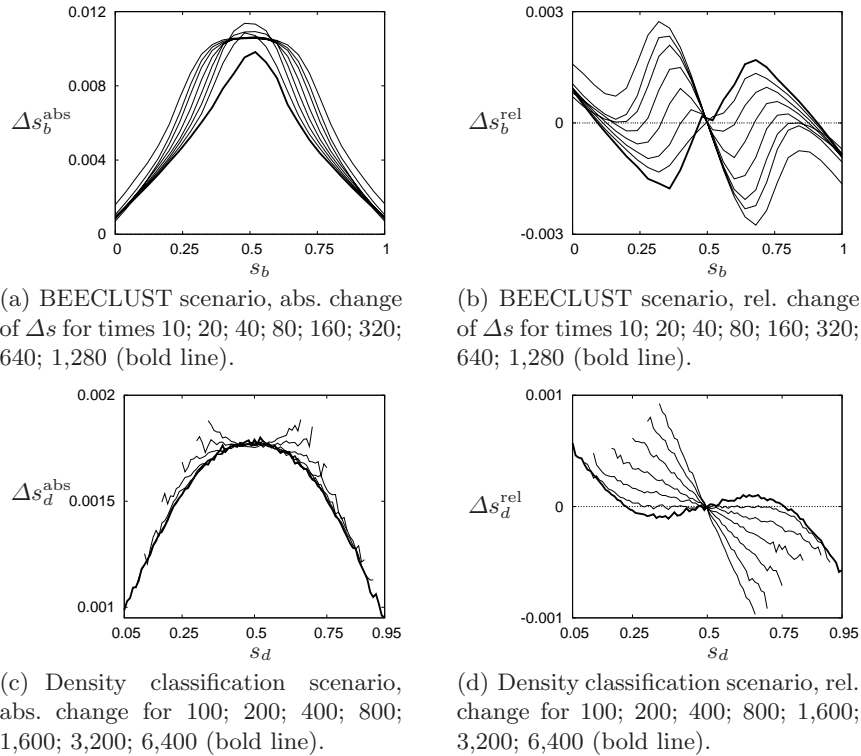 0.012
0.008
0.004
0
Δs_b^abs
0 0.25 0.5 0.75 1
s_b
0.003
0
-0.003
Δs_b^rel
0 0.25 0.50 0.75 1
s_b
(a) BEECLUST scenario, abs. change
of Δs for times 10; 20; 40; 80; 160; 320;
640; 1,280 (bold line).
(b) BEECLUST scenario, rel. change
of Δs for times 10; 20; 40; 80; 160; 320;
640; 1,280 (bold line).
0.002
0.0015
0.001
Δs_d^abs
0.05 0.25 0.5 0.75 0.95
s_d
0.001
0
-0.001
Δs_d^rel
0.05 0.25 0.5 0.75 0.95
s_d
(c) Density classification scenario,
abs. change for 100; 200; 400; 800;
1,600; 3,200; 6,400 (bold line).
(d) Density classification scenario, rel.
change for 100; 200; 400; 800; 1,600;
3,200; 6,400 (bold line).